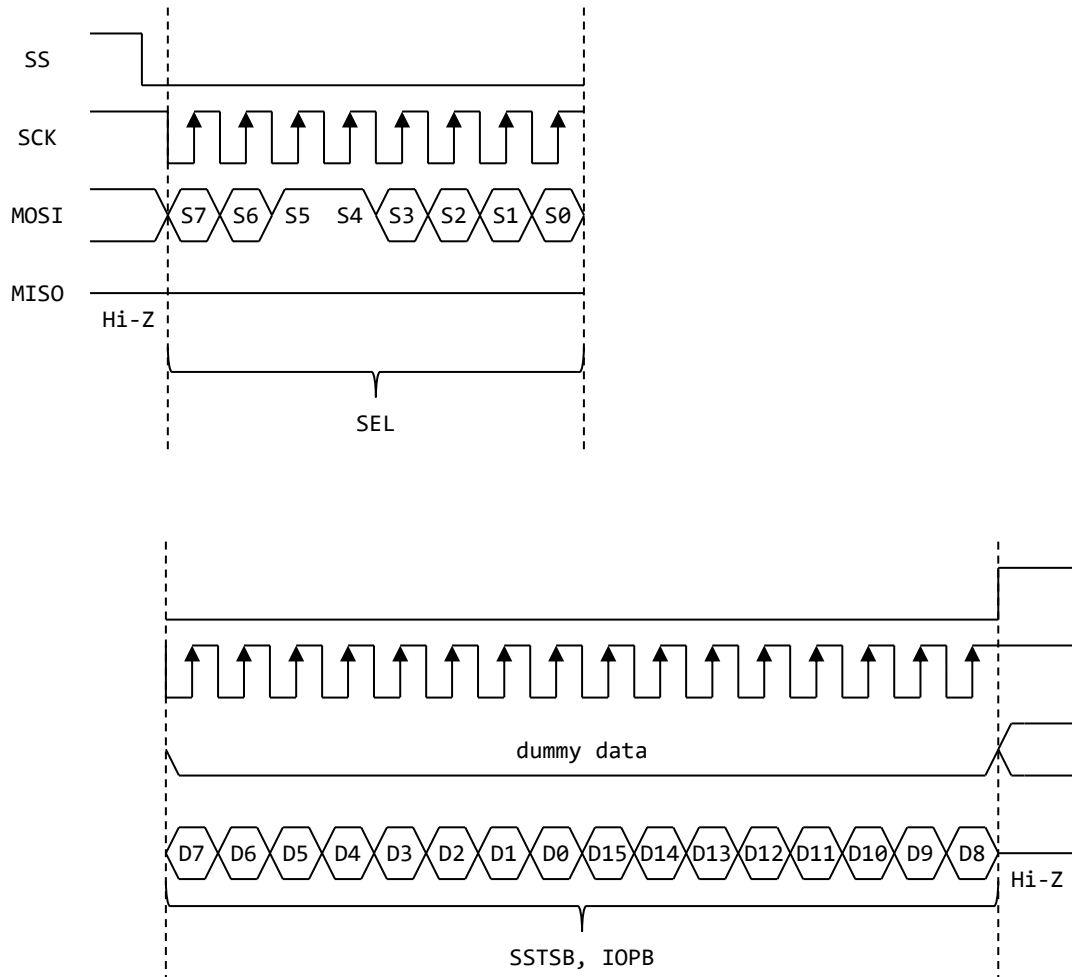 SS
SCK
MOSI S7 S6 S5 S4 S3 S2 S1 S0
MISO
Hi-Z
SEL
dummy data
D7 D6 D5 D4 D3 D2 D1 D0 D15 D14 D13 D12 D11 D10 D9 D8
Hi-Z
SSTSB, IOPB